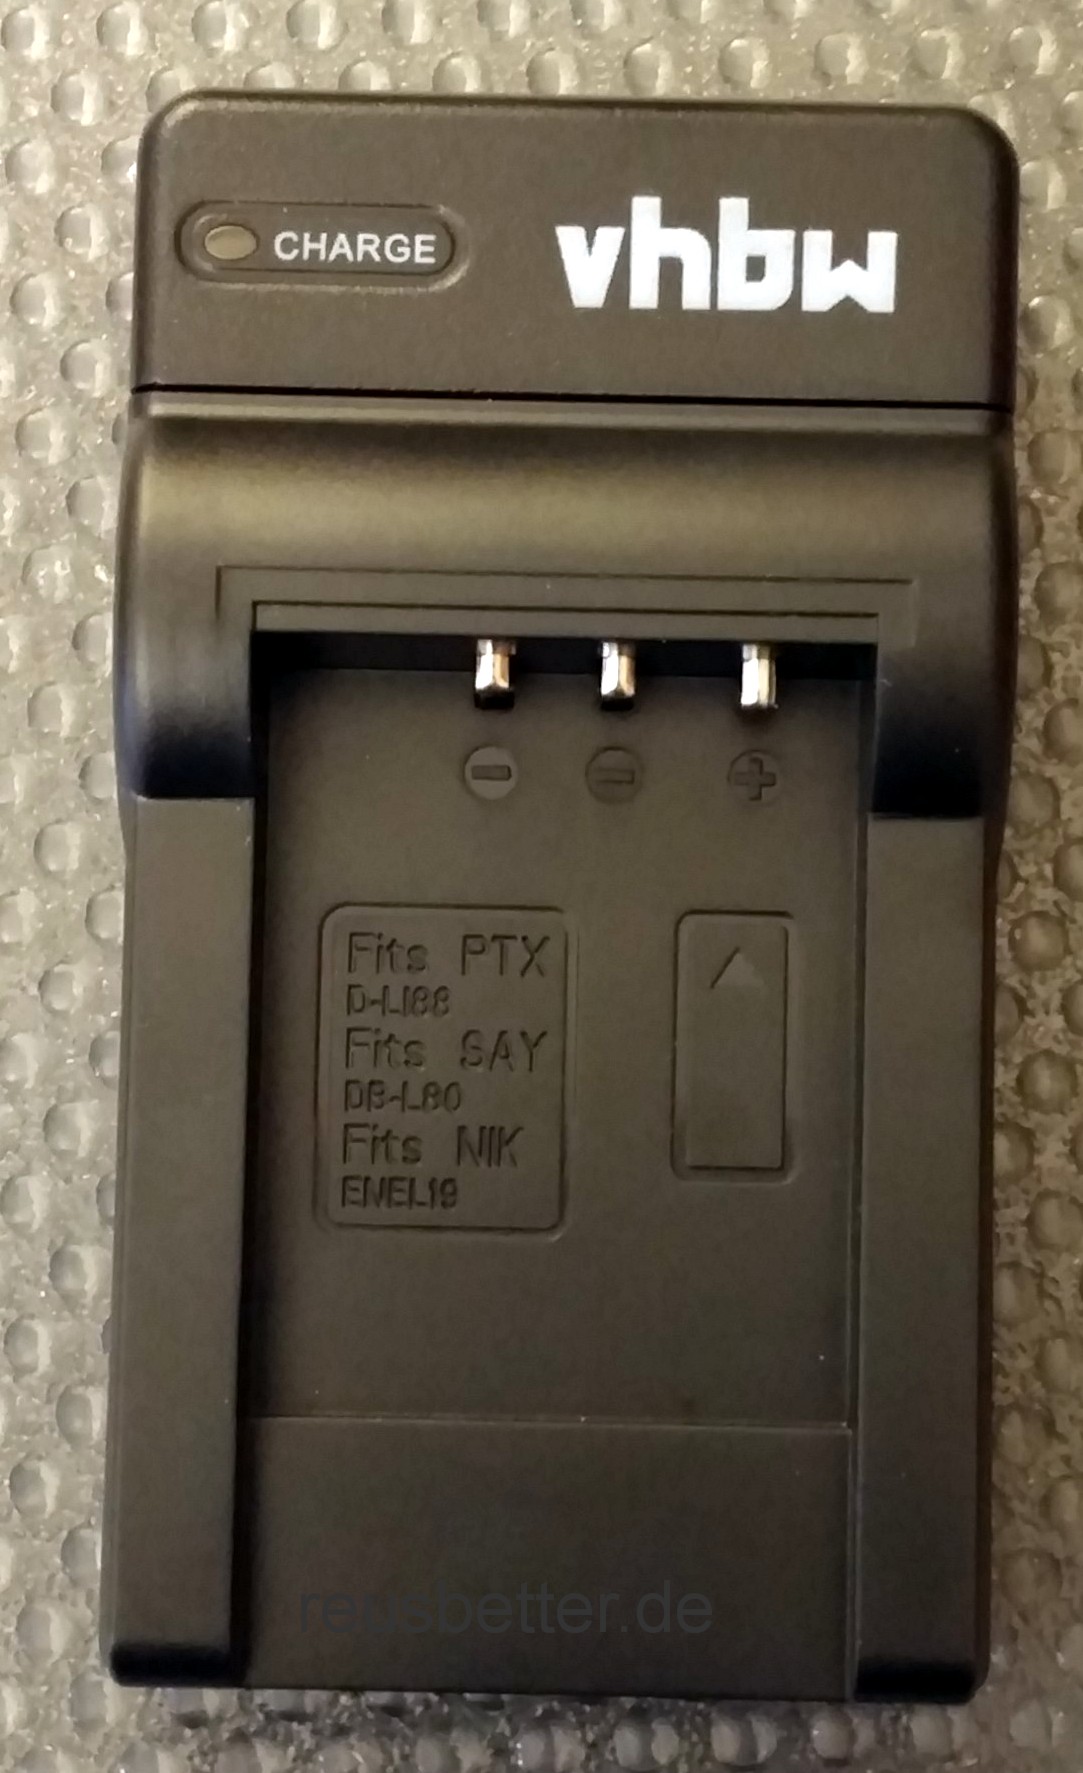 CHARGE
vhbw
Fits PTX
D-LI88
Fits SAY
DB-L80
Fits NIK
ENEL19
reusbetter.de